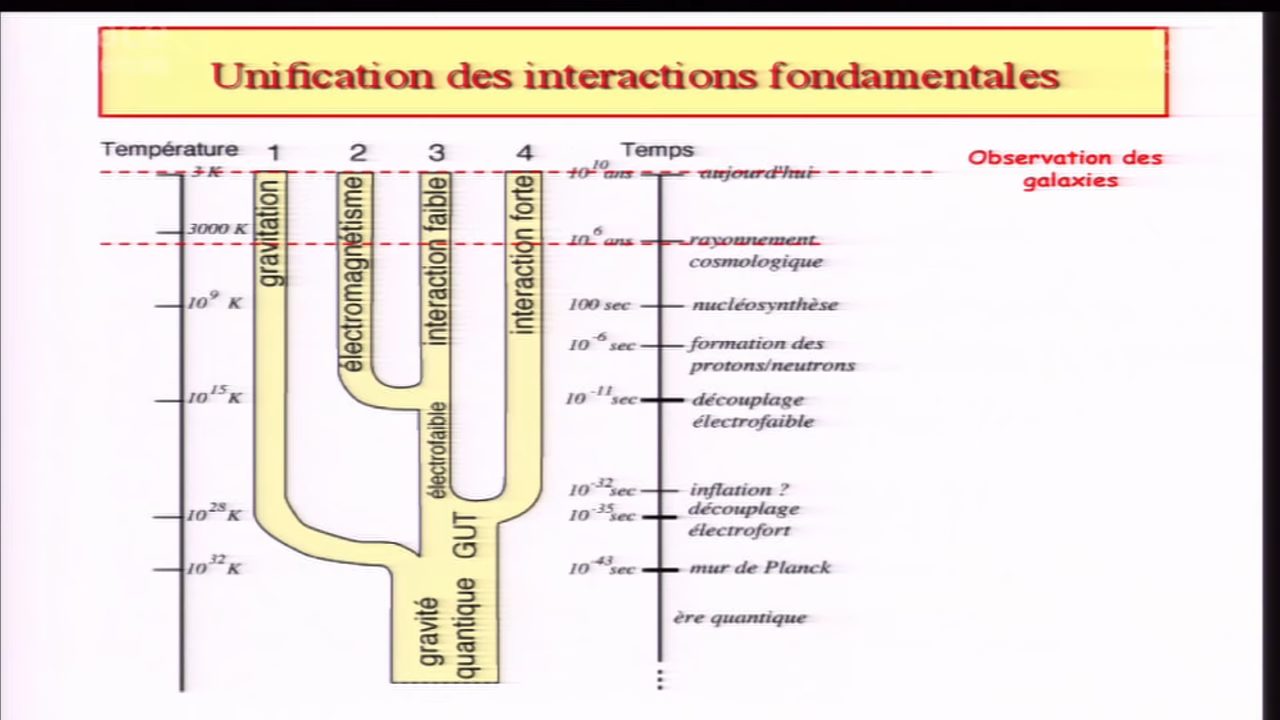 Unification des interactions fondamentales
Température 1 2 3 4 Temps
Observation des
galaxies
3 K
3000 K
10^9 K
10^15 K
10^28 K
10^32 K
gravitation
électromagnétisme
interaction faible
interaction forte
électrofaible
GUT
gravité
quantique
10^10 ans aujourd'hui
10^6 ans rayonnement
cosmologique
100 sec nucléosynthèse
10^-6 sec formation des
protons/neutrons
10^-11 sec découplage
électrofaible
10^-32 sec inflation ?
10^-35 sec découplage
électrofort
10^-43 sec mur de Planck
ère quantique